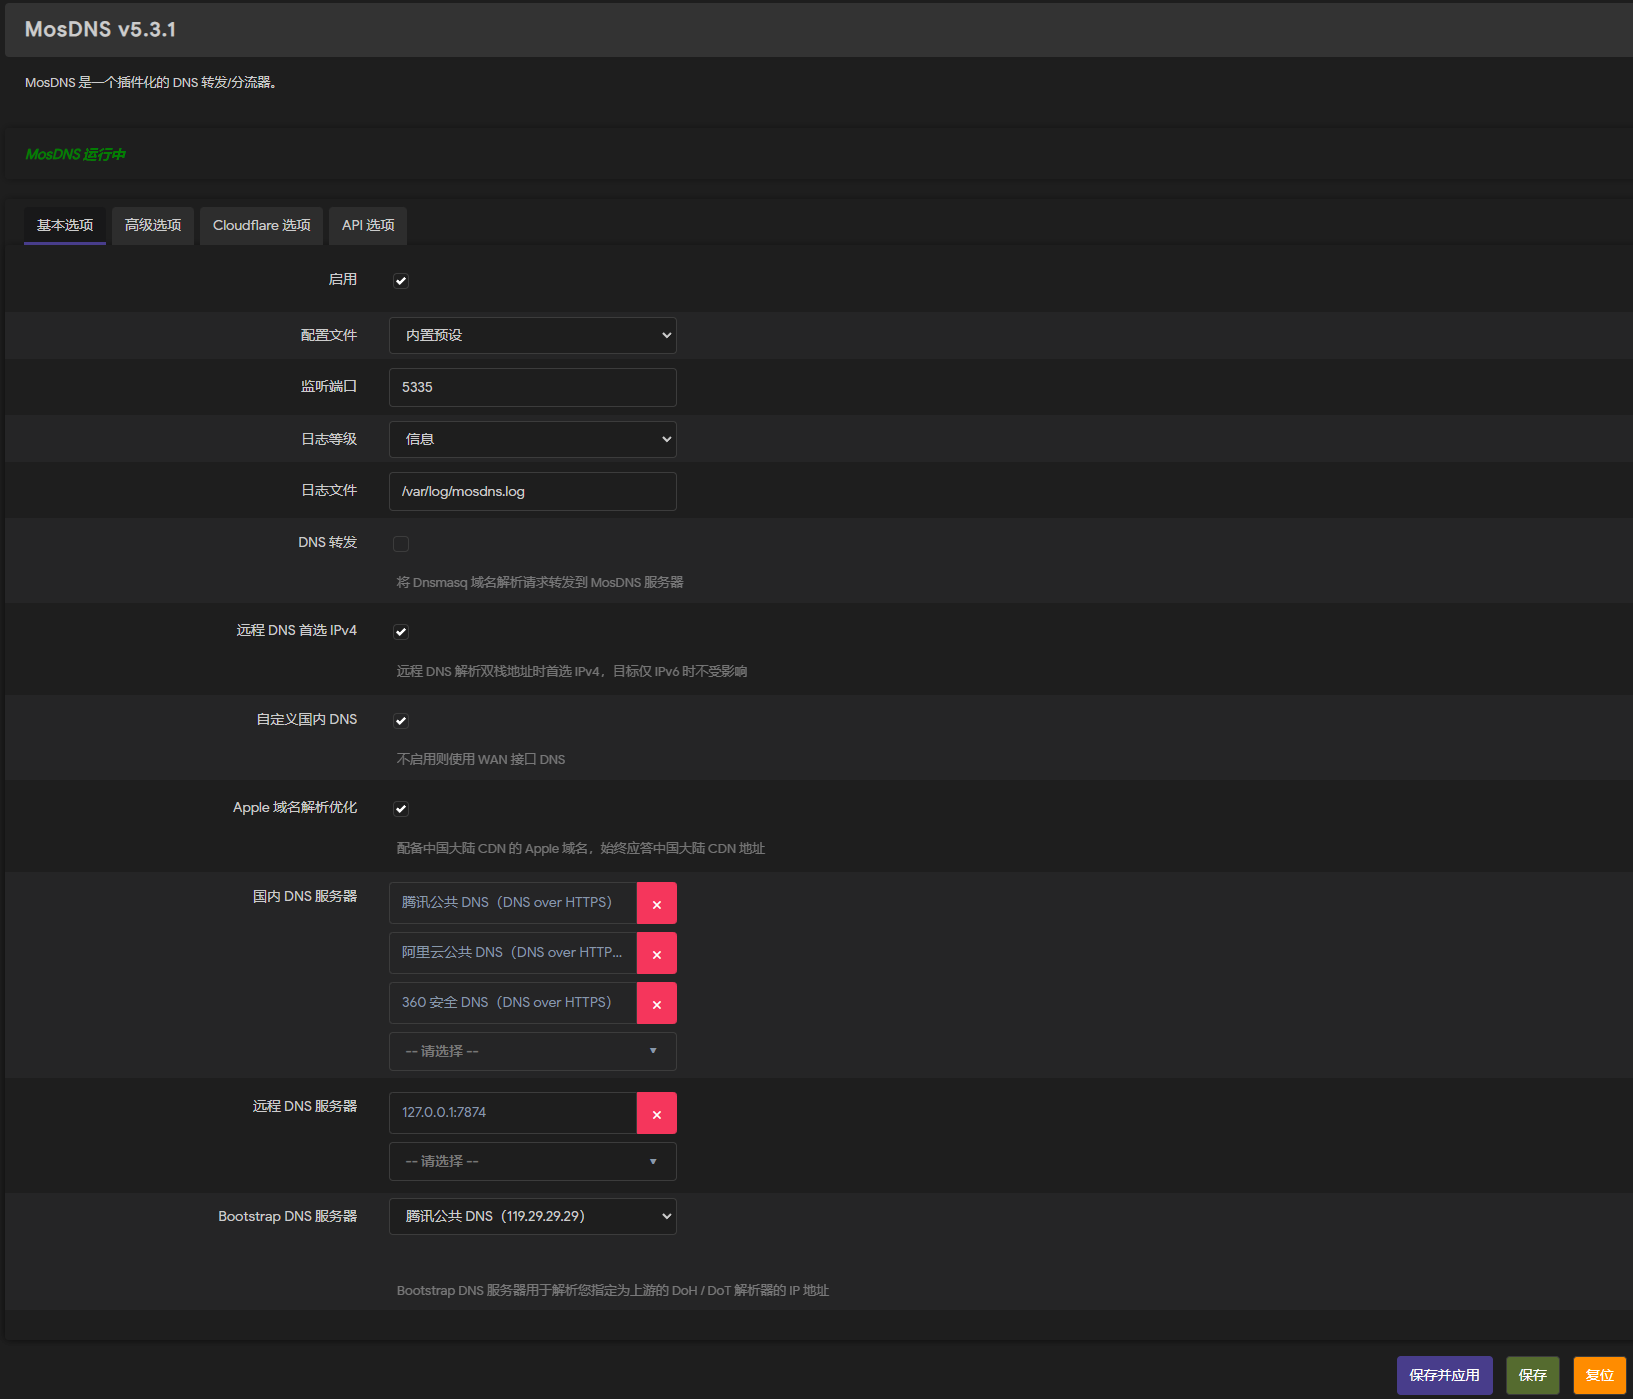 MosDNS v5.3.1
MosDNS 是一个插件化的 DNS 转发/分流器。
MosDNS 运行中
基本选项 高级选项 Cloudflare 选项 API 选项
启用
配置文件 内置预设
监听端口 5335
日志等级 信息
日志文件 /var/log/mosdns.log
DNS 转发
将 Dnsmasq 域名解析请求转发到 MosDNS 服务器
远程 DNS 首选 IPv4
远程 DNS 解析双栈地址时首选 IPv4，目标仅 IPv6 时不受影响
自定义国内 DNS
不启用则使用 WAN 接口 DNS
Apple 域名解析优化
配备中国大陆 CDN 的 Apple 域名，始终应答中国大陆 CDN 地址
国内 DNS 服务器 腾讯公共 DNS（DNS over HTTPS） ×
阿里云公共 DNS（DNS over HTTP... ×
360 安全 DNS（DNS over HTTPS） ×
-- 请选择 --
远程 DNS 服务器 127.0.0.1:7874 ×
-- 请选择 --
Bootstrap DNS 服务器 腾讯公共 DNS（119.29.29.29）
Bootstrap DNS 服务器用于解析您指定为上游的 DoH / DoT 解析器的 IP 地址
保存并应用 保存 复位